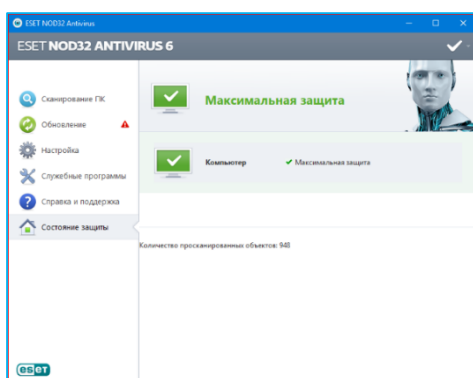 ESET NOD32 Antivirus
ESET NOD32 ANTIVIRUS 6
Сканирование ПК
Обновление
Настройка
Служебные программы
Справка и поддержка
Состояние защиты
Максимальная защита
Компьютер
Максимальная защита
Количество просканированных объектов: 948
eset